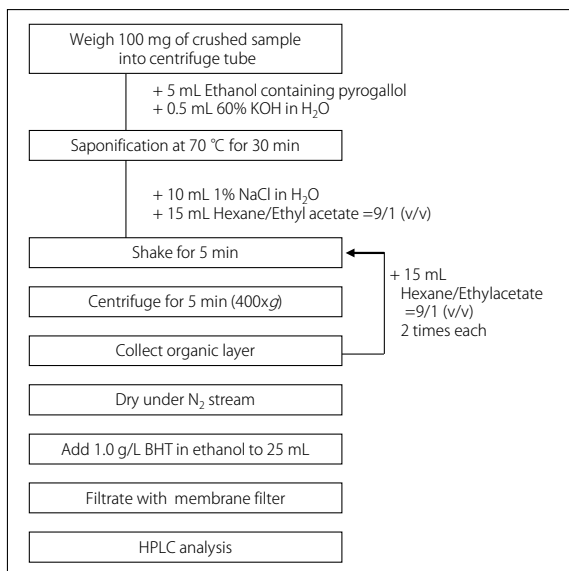 Weigh 100 mg of crushed sample
into centrifuge tube
+ 5 mL Ethanol containing pyrogallol
+ 0.5 mL 60% KOH in H₂O
Saponification at 70 ℃ for 30 min
+ 10 mL 1% NaCl in H₂O
+ 15 mL Hexane/Ethyl acetate =9/1 (v/v)
Shake for 5 min
+ 15 mL
Hexane/Ethylacetate
=9/1 (v/v)
2 times each
Centrifuge for 5 min (400xg)
Collect organic layer
Dry under N₂ stream
Add 1.0 g/L BHT in ethanol to 25 mL
Filtrate with membrane filter
HPLC analysis